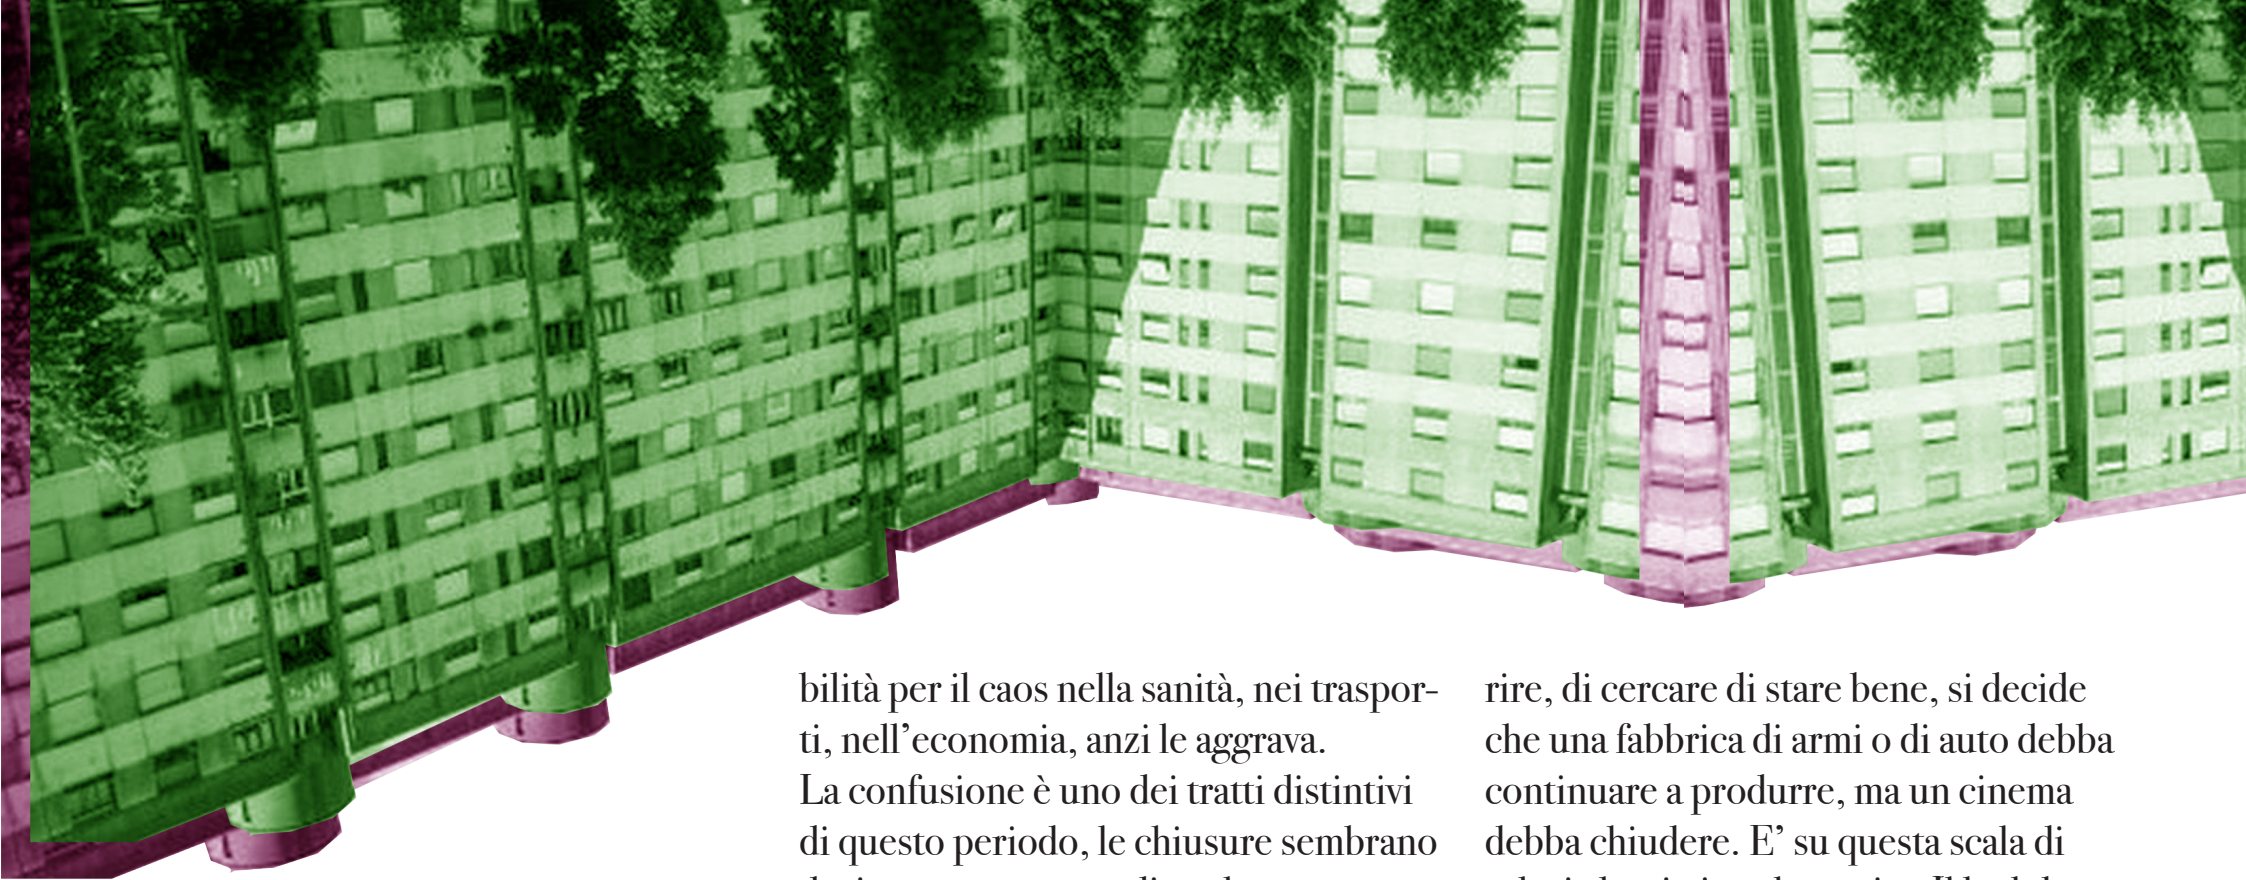 bilità per il caos nella sanità, nei traspor-
ti, nell’economia, anzi le aggrava.
La confusione è uno dei tratti distintivi
di questo periodo, le chiusure sembrano
rire, di cercare di stare bene, si decide
che una fabbrica di armi o di auto debba
continuare a produrre, ma un cinema
debba chiudere. E’ su questa scala di